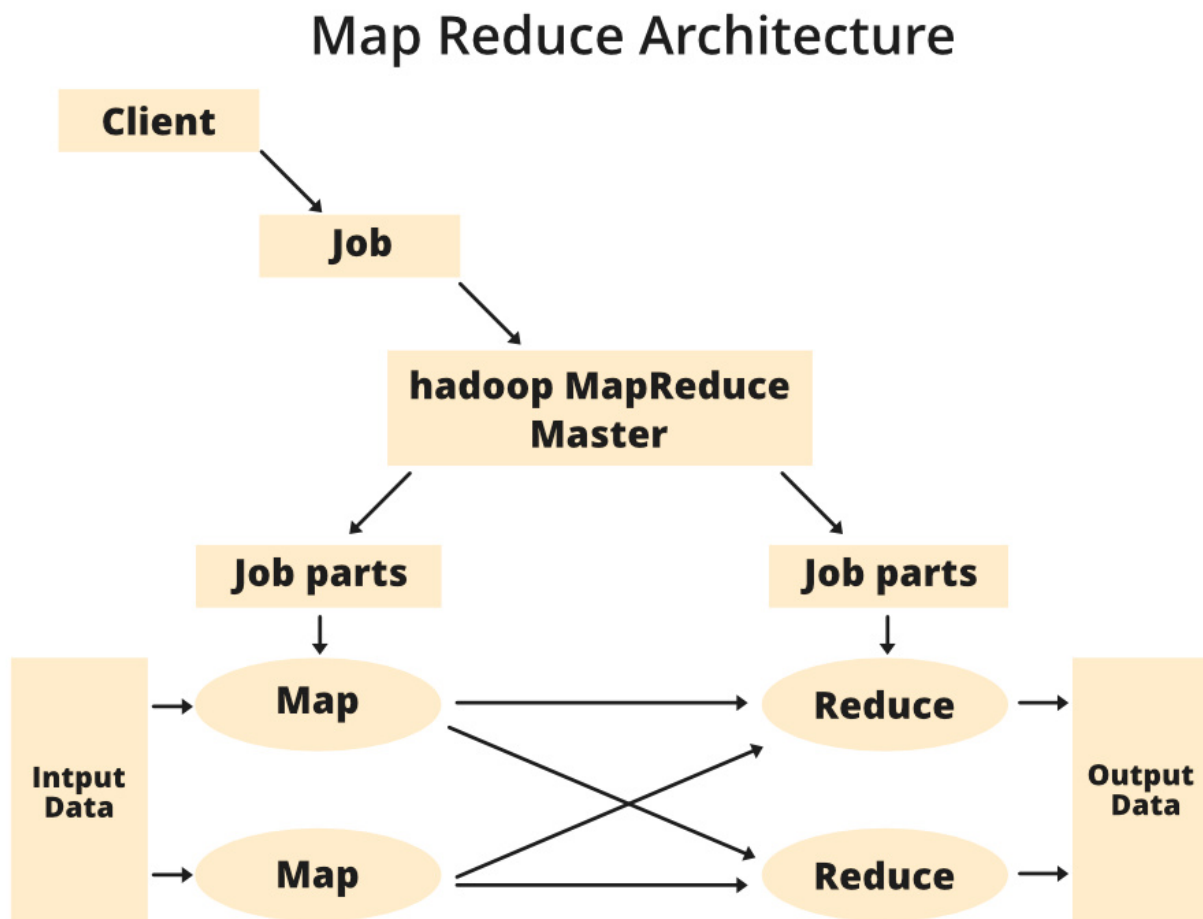 Map Reduce Architecture
Client
Job
hadoop MapReduce
Master
Job parts
Job parts
Map
Reduce
Intput
Data
Output
Data
Map
Reduce